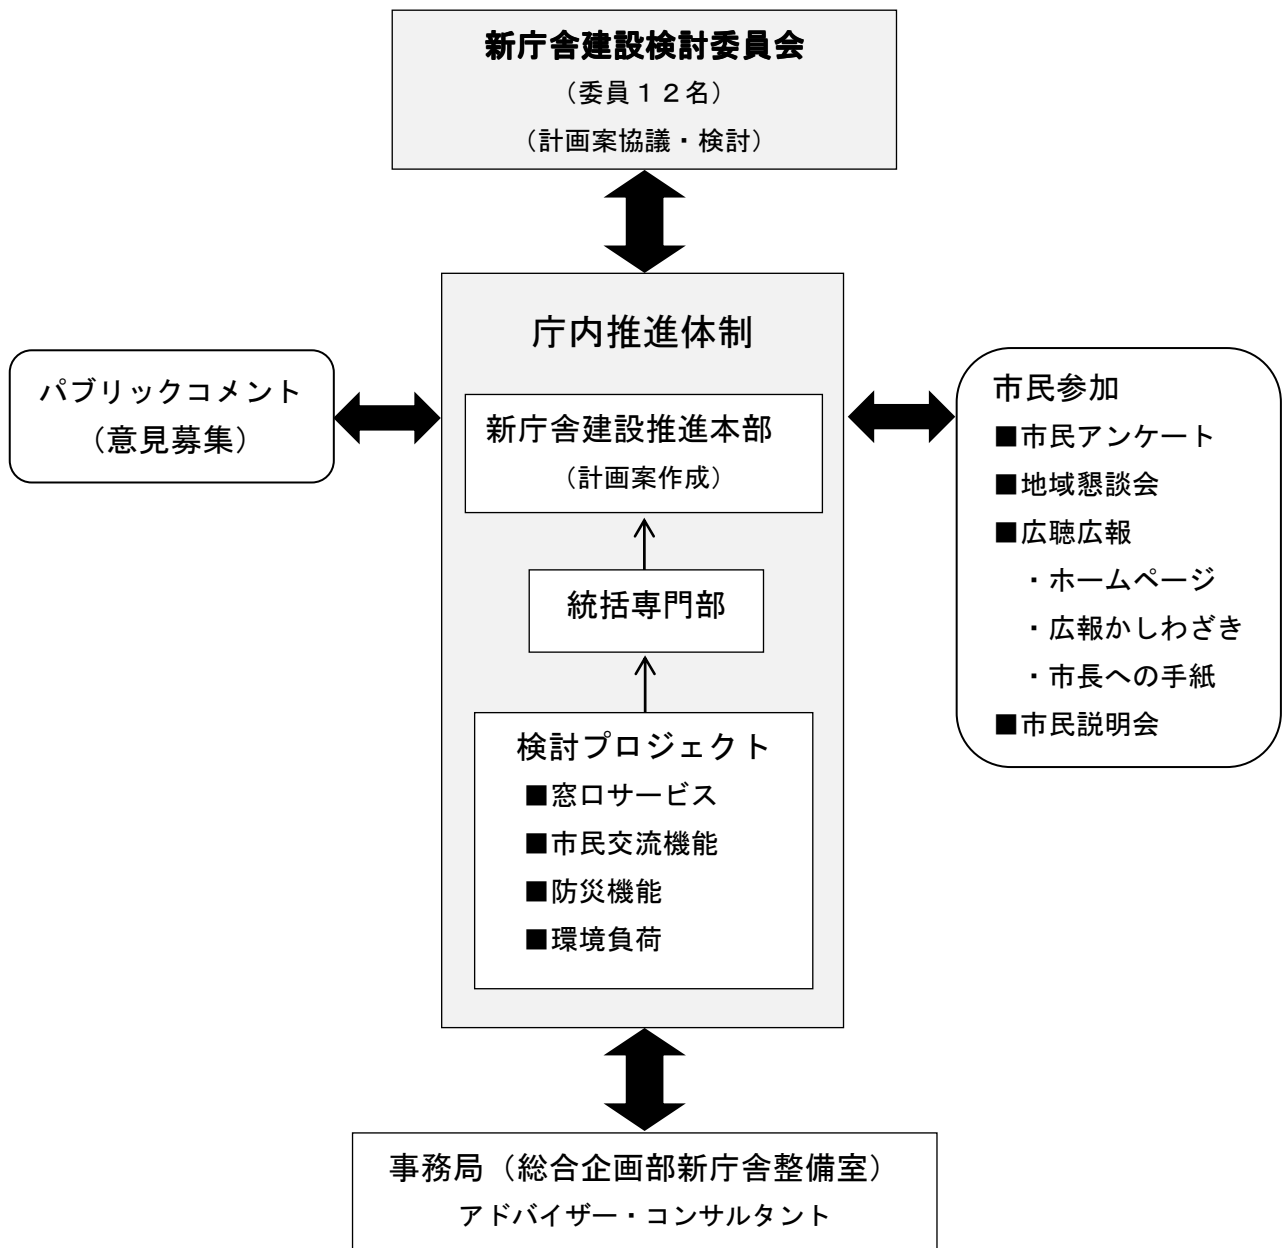 新庁舎建設検討委員会
（委員１２名）
（計画案協議・検討）
庁内推進体制
新庁舎建設推進本部
（計画案作成）
統括専門部
検討プロジェクト
■窓口サービス
■市民交流機能
■防災機能
■環境負荷
パブリックコメント
（意見募集）
市民参加
■市民アンケート
■地域懇談会
■広聴広報
・ホームページ
・広報かしわざき
・市長への手紙
■市民説明会
事務局（総合企画部新庁舎整備室）
アドバイザー・コンサルタント